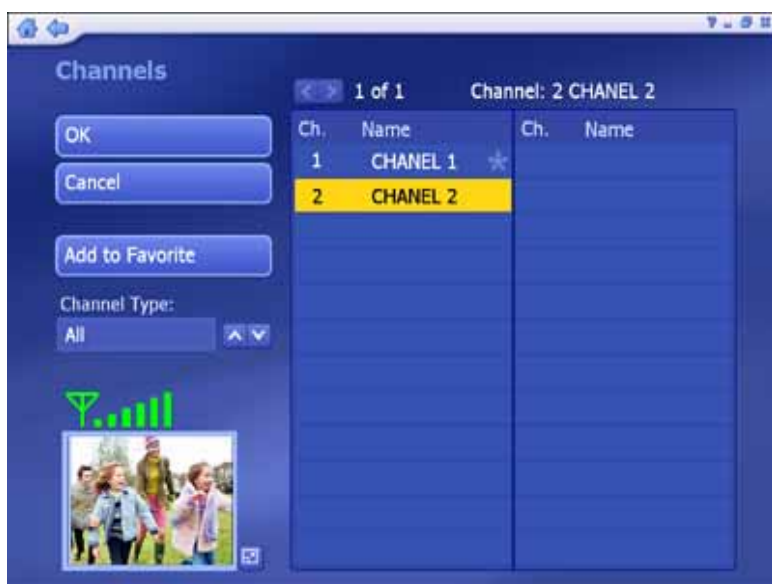 Channels
1 of 1 Channel: 2 CHANEL 2
OK
Cancel
Add to Favorite
Channel Type:
All
Ch. Name Ch. Name
1 CHANEL 1
2 CHANEL 2